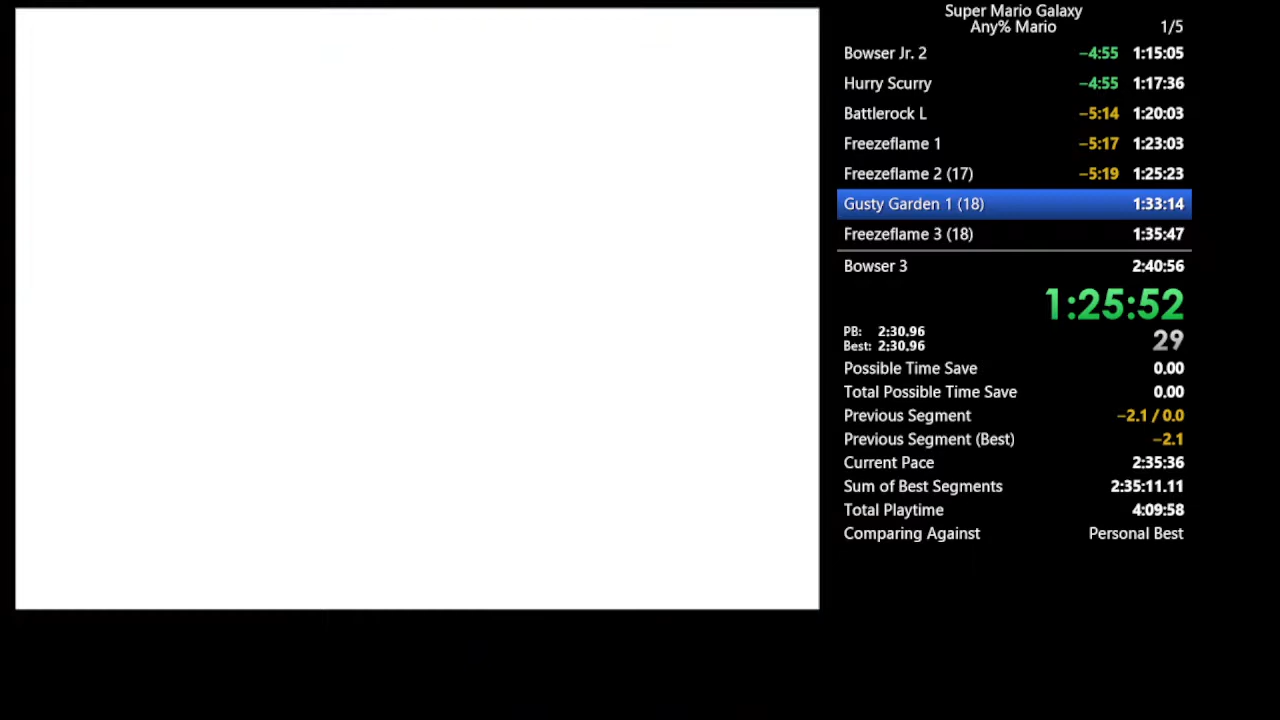 Super Mario Galaxy
Any% Mario 1/5
Bowser Jr. 2 −4:55 1:15:05
Hurry Scurry −4:55 1:17:36
Battlerock L −5:14 1:20:03
Freezeflame 1 −5:17 1:23:03
Freezeflame 2 (17) −5:19 1:25:23
Gusty Garden 1 (18) 1:33:14
Freezeflame 3 (18) 1:35:47
Bowser 3 2:40:56
1:25:52
PB: 2:30.96
29
Best: 2:30.96
Possible Time Save 0.00
Total Possible Time Save 0.00
Previous Segment −2.1 / 0.0
Previous Segment (Best) −2.1
Current Pace 2:35:36
Sum of Best Segments 2:35:11.11
Total Playtime 4:09:58
Comparing Against Personal Best